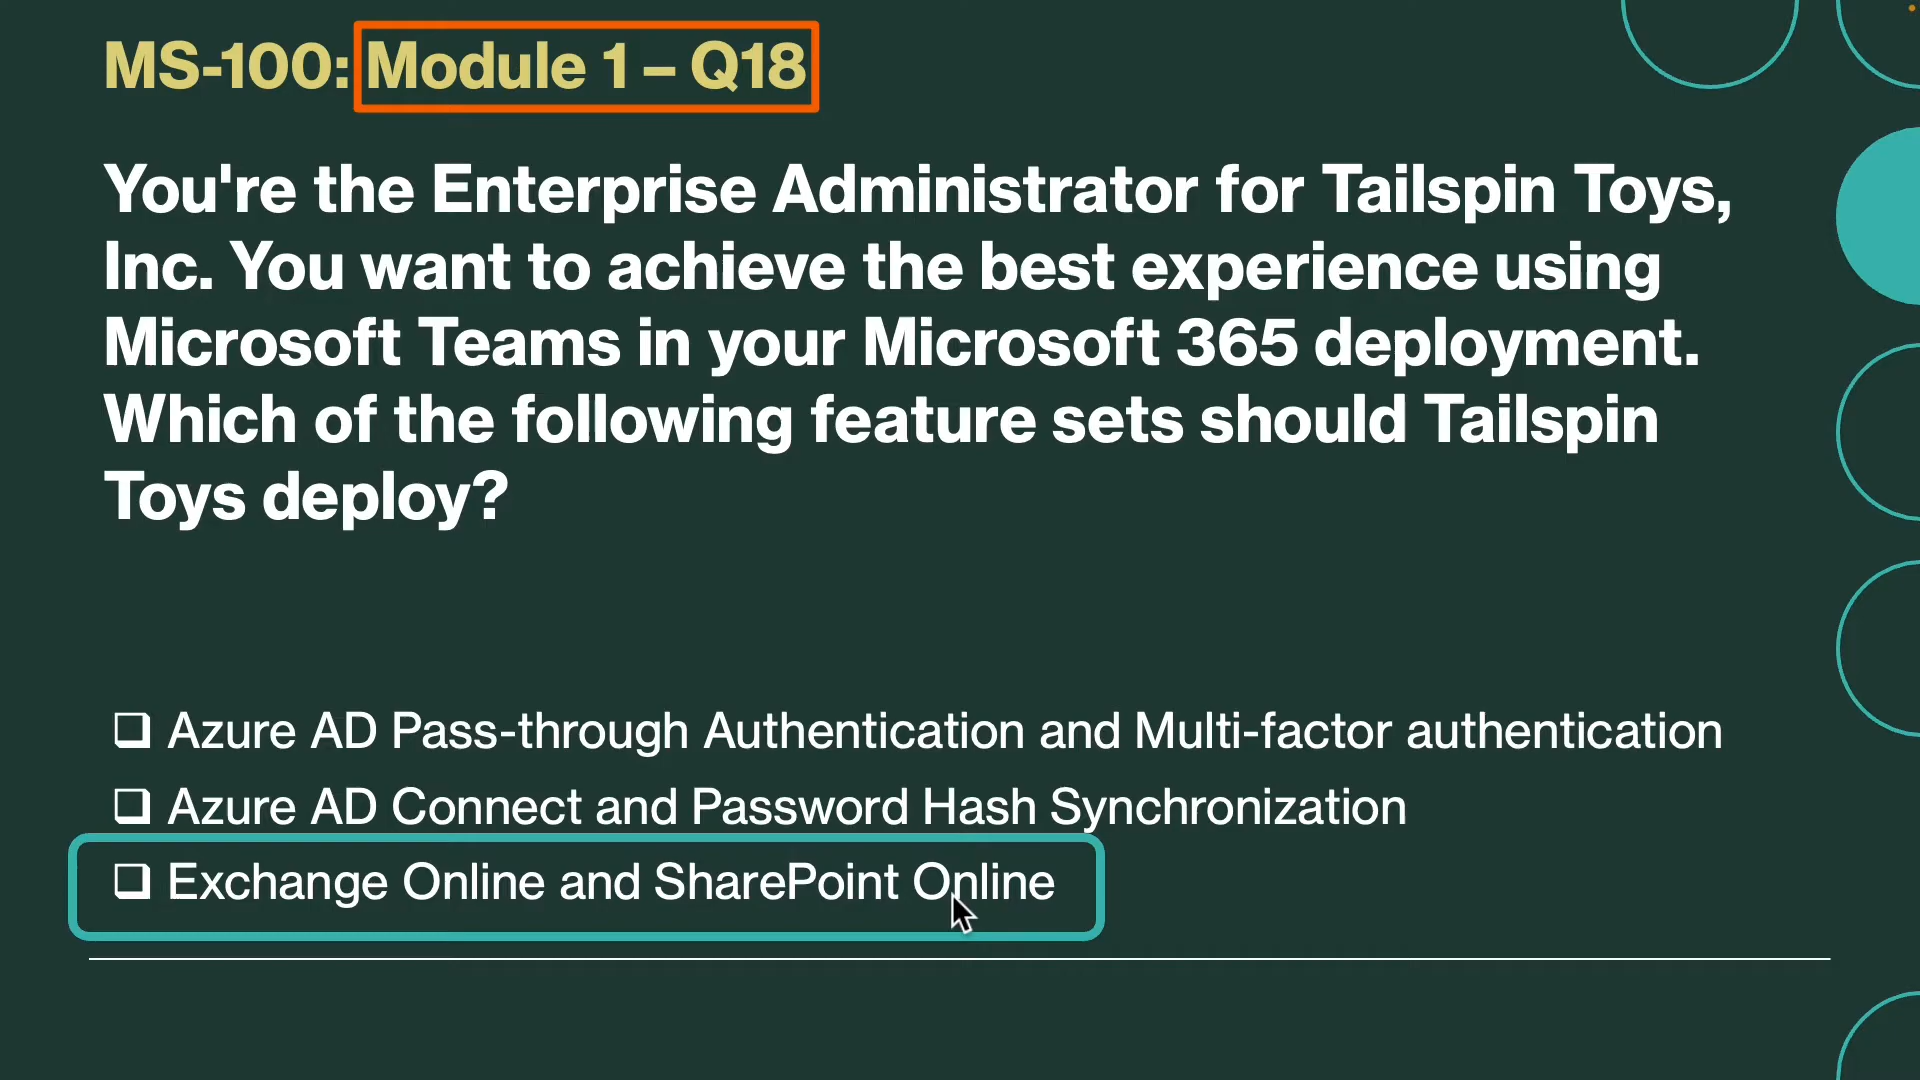 MS-100: Module 1 – Q18
You're the Enterprise Administrator for Tailspin Toys,
Inc. You want to achieve the best experience using
Microsoft Teams in your Microsoft 365 deployment.
Which of the following feature sets should Tailspin
Toys deploy?
❑ Azure AD Pass-through Authentication and Multi-factor authentication
❑ Azure AD Connect and Password Hash Synchronization
❑ Exchange Online and SharePoint Online